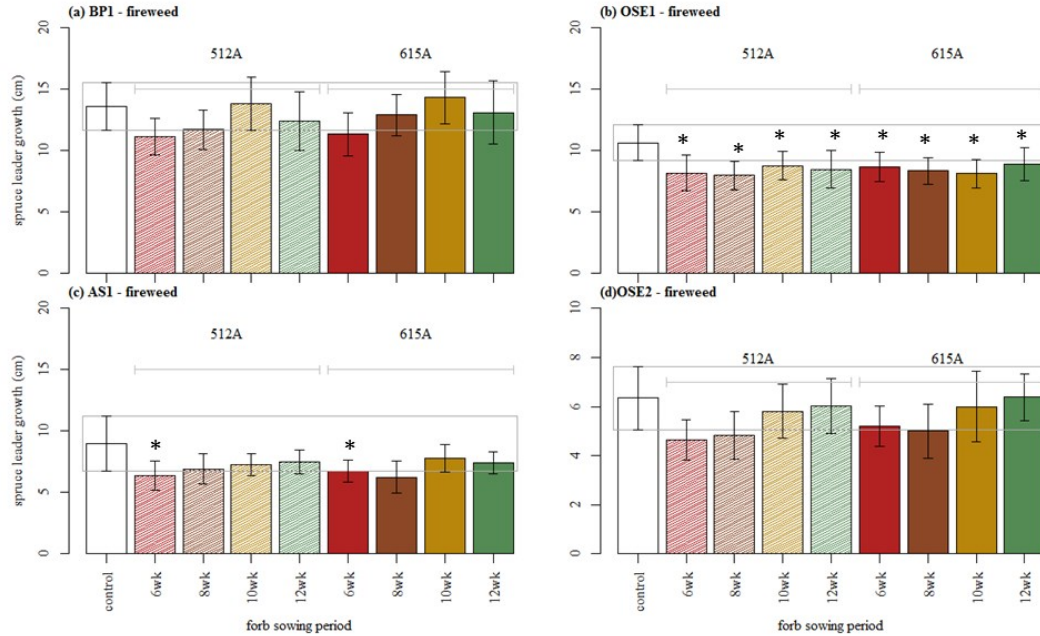 (a) BP1 - fireweed
(b) OSE1 - fireweed
20
15
10
5
0
spruce leader growth (cm)
512A
615A
20
15
10
5
0
512A
615A
* * * * * * * *
(c) AS1 - fireweed
(d)OSE2 - fireweed
20
15
10
5
0
spruce leader growth (cm)
512A
615A
* *
control
6wk
8wk
10wk
12wk
6wk
8wk
10wk
12wk
forb sowing period
10
8
6
4
2
0
512A
615A
control
6wk
8wk
10wk
12wk
6wk
8wk
10wk
12wk
forb sowing period